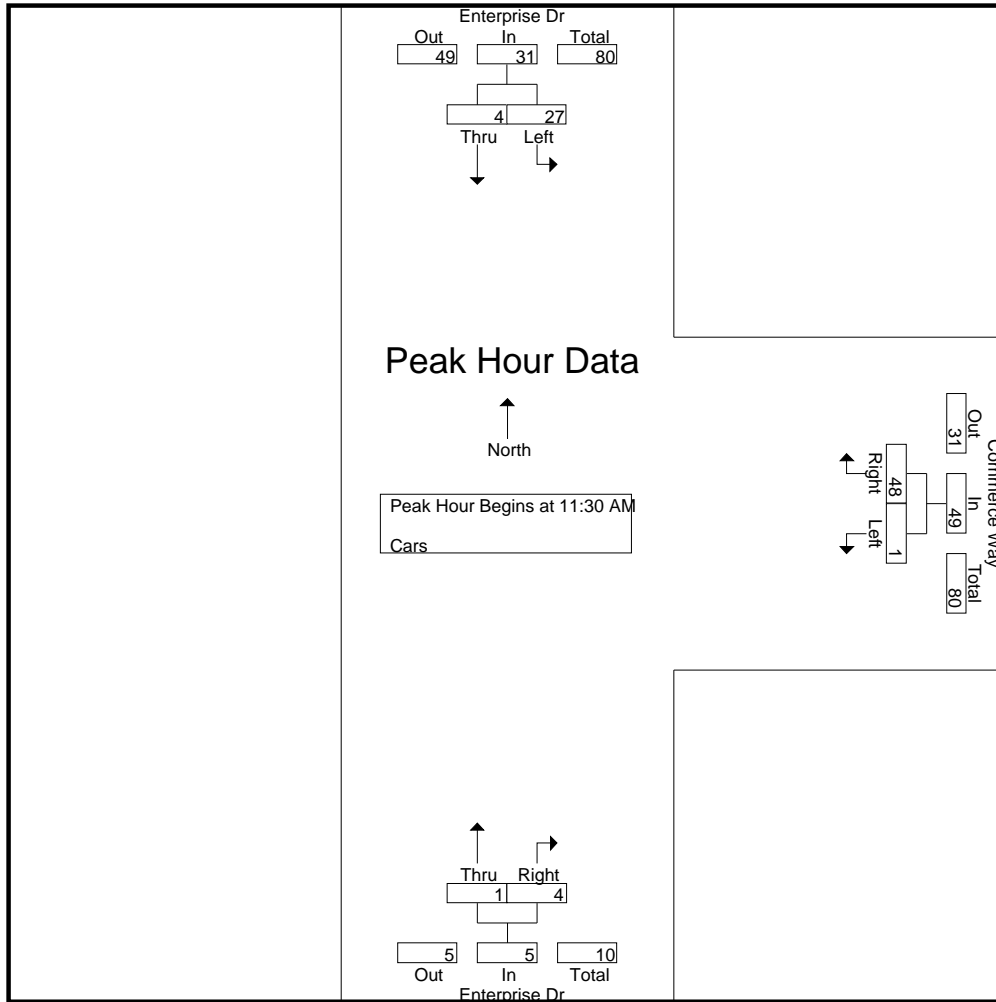 Enterprise Dr
Out In Total
49 31 80
4 27
Thru Left
Peak Hour Data
North
Peak Hour Begins at 11:30 AM
Cars
Commerce Way
Out In Total
31 49 80
48 1
Right Left
Thru Right
1 4
5 5 10
Out In Total
Enterprise Dr